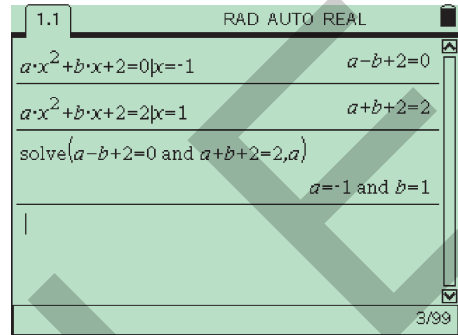 1.1 RAD AUTO REAL
a·x²+b·x+2=0|x=-1 a-b+2=0
a·x²+b·x+2=2|x=1 a+b+2=2
solve(a-b+2=0 and a+b+2=2,a)
a=-1 and b=1
3/99